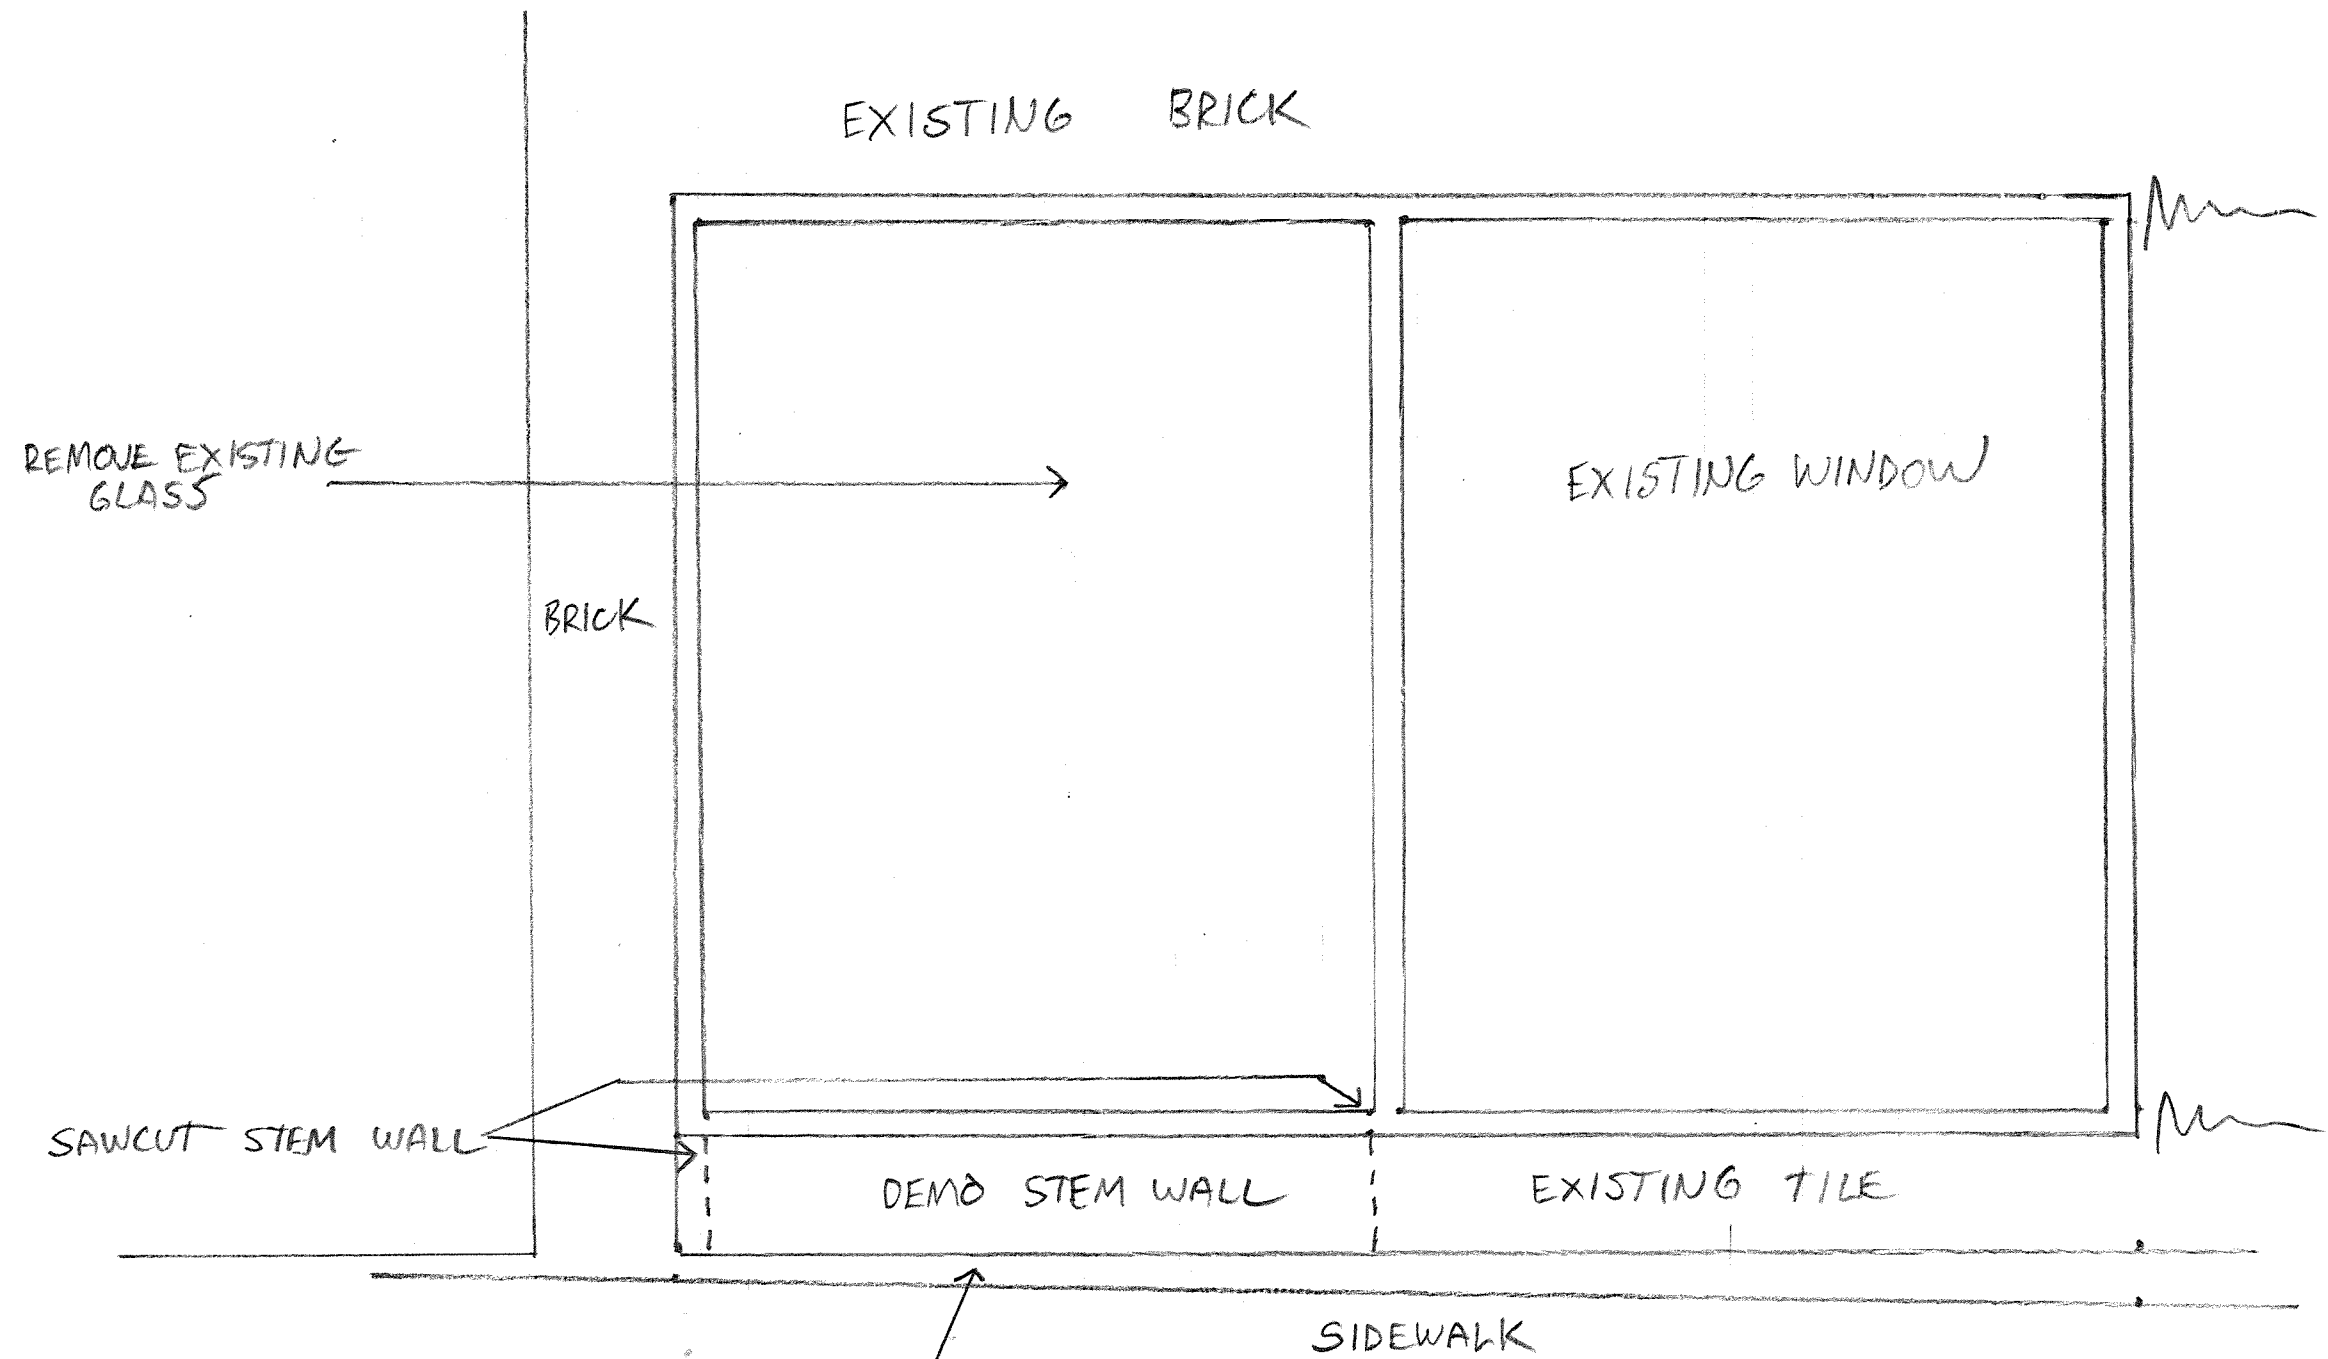 EXISTING BRICK
REMOVE EXISTING
GLASS
EXISTING WINDOW
BRICK
SAWCUT STEM WALL
DEMO STEM WALL
EXISTING TILE
SIDEWALK